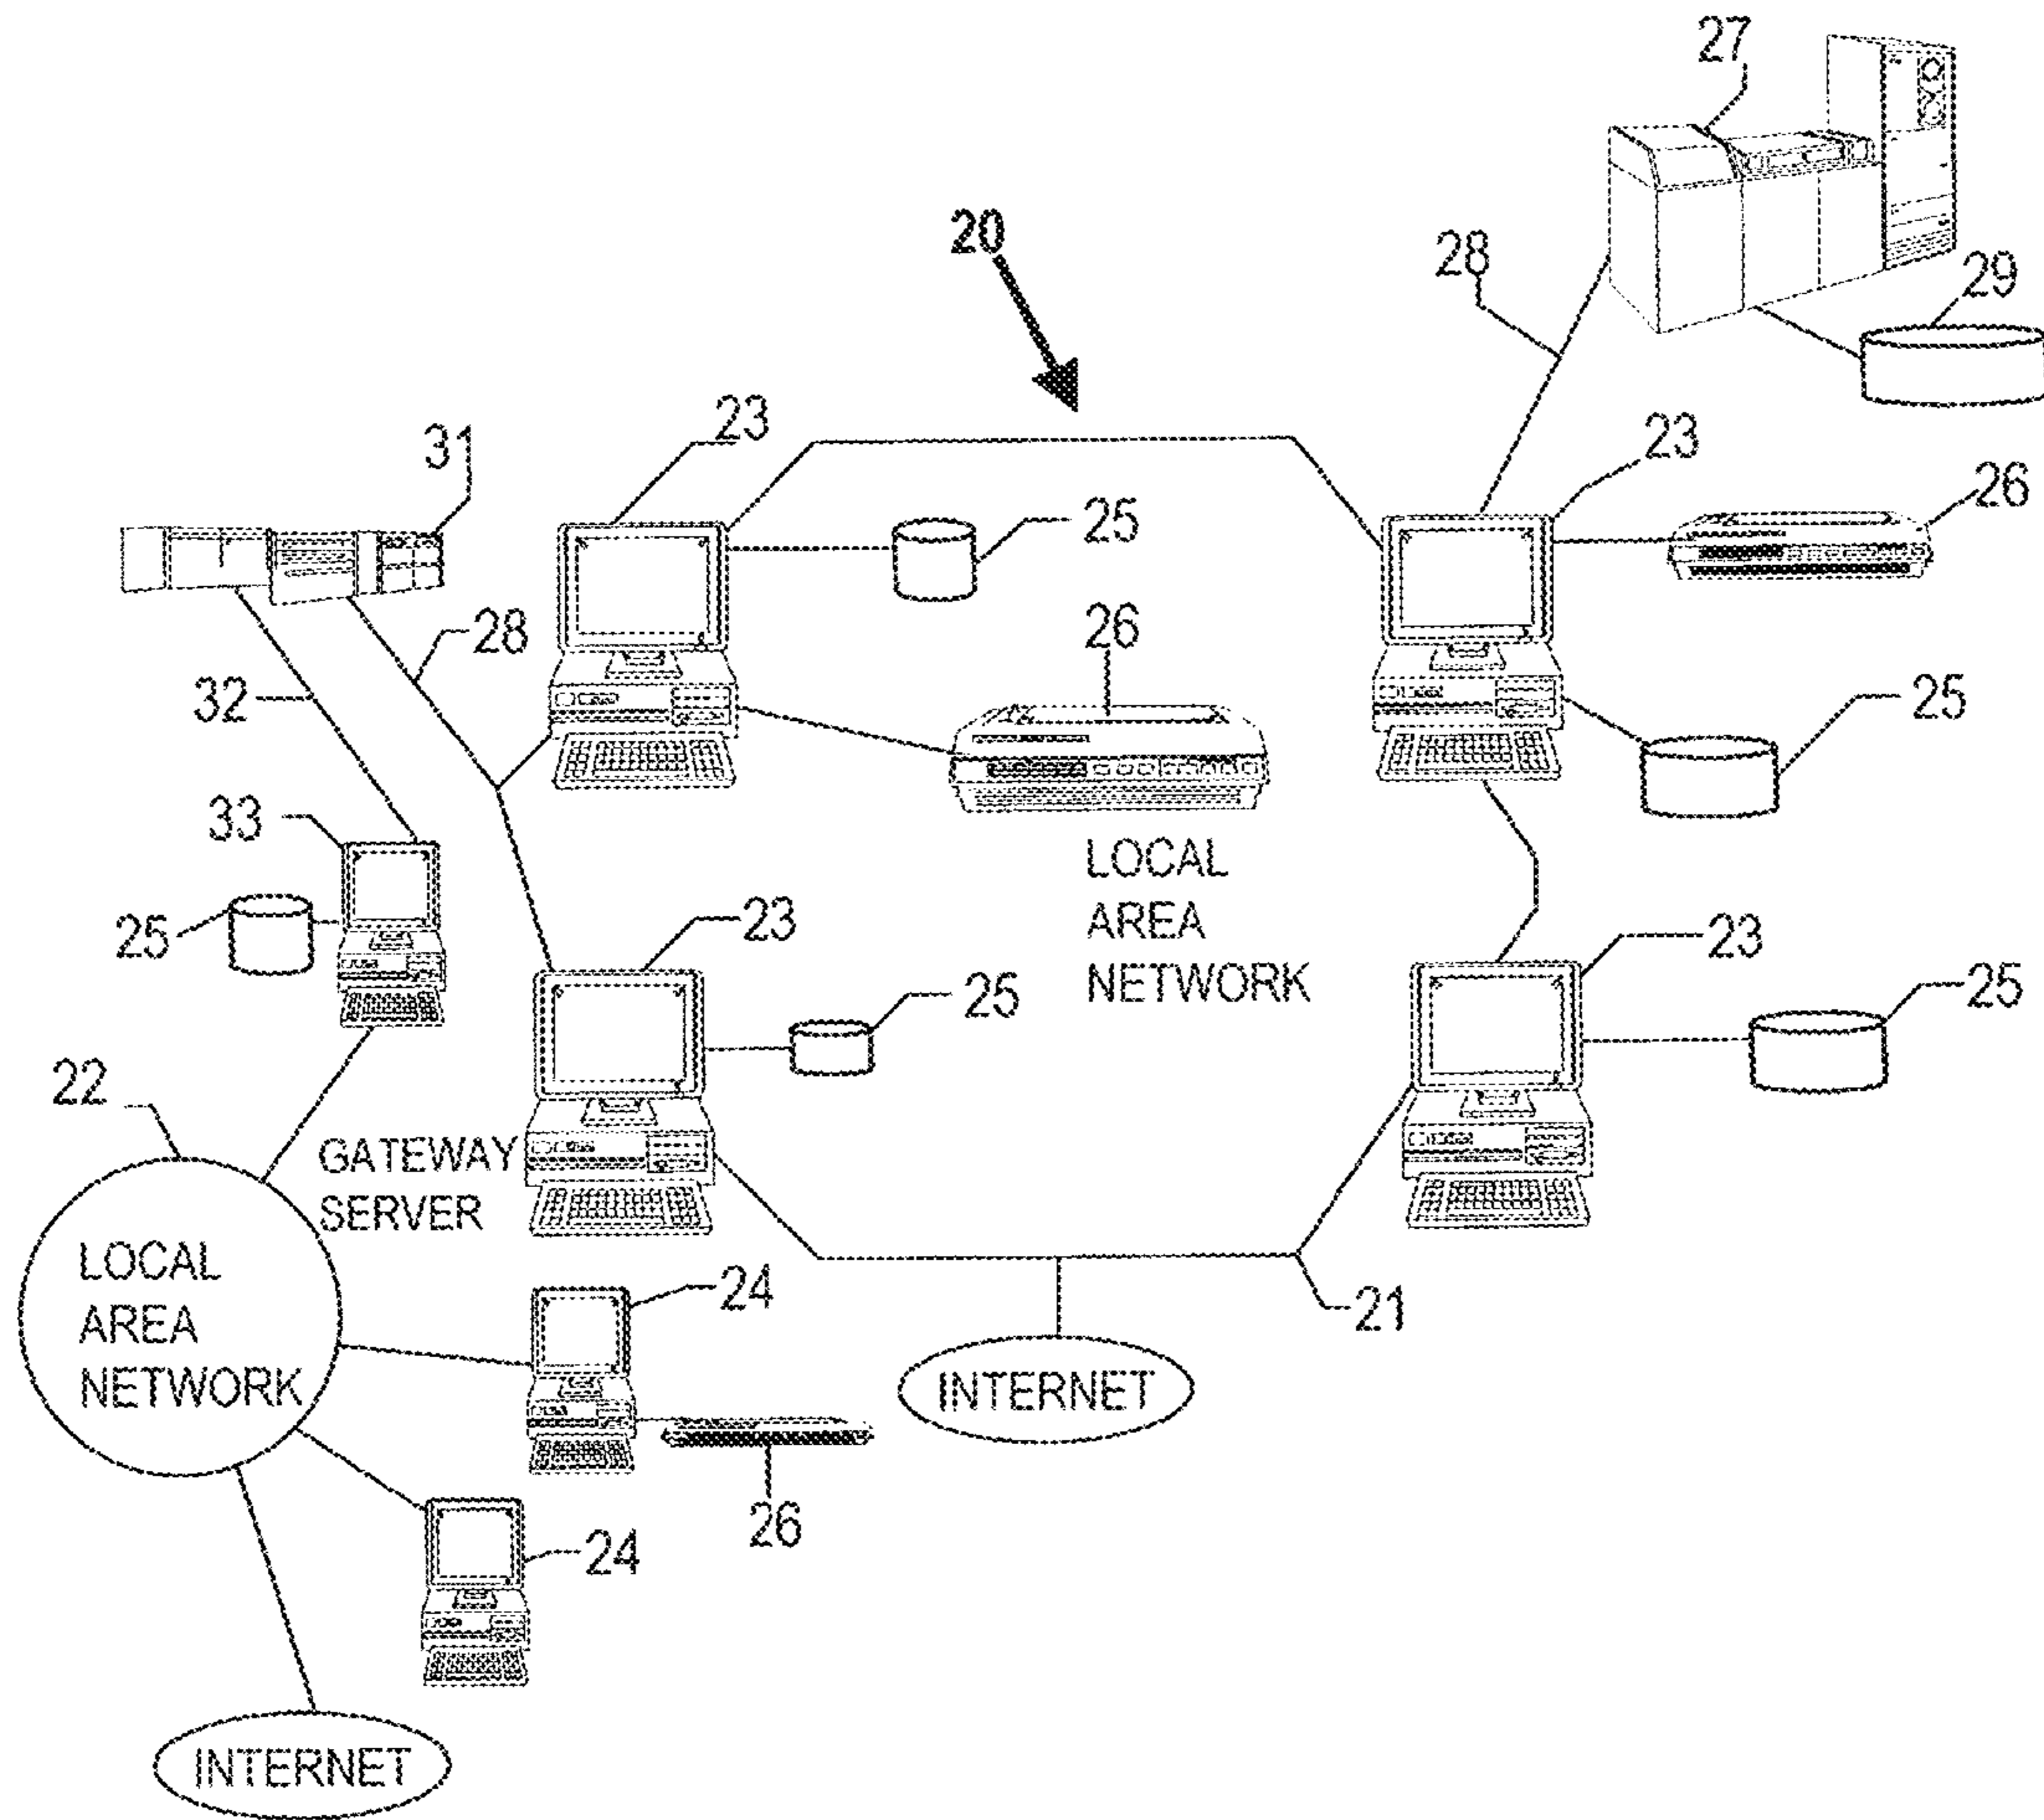 27
20
28
29
23
31
23
26
25
28
26
32
25
33
LOCAL
AREA
NETWORK
25
23
23
25
25
22
GATEWAY
SERVER
LOCAL
AREA
NETWORK
24
21
INTERNET
26
24
INTERNET